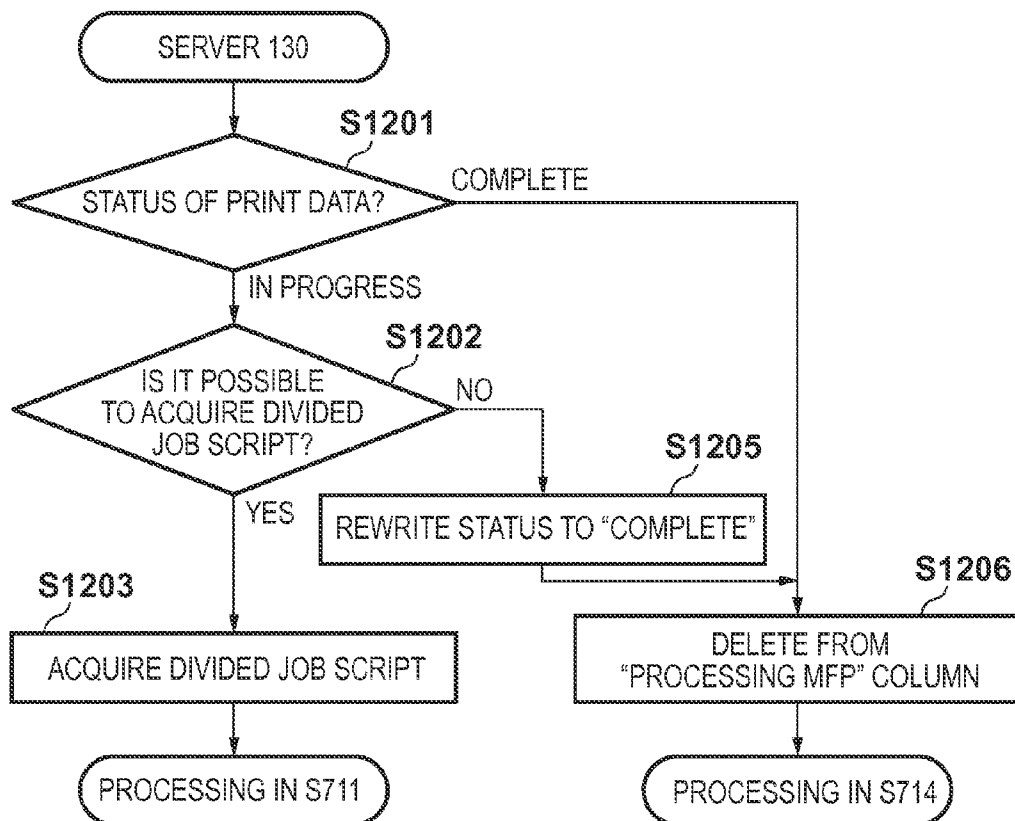 SERVER 130
S1201
STATUS OF PRINT DATA?
COMPLETE
IN PROGRESS
S1202
IS IT POSSIBLE
TO ACQUIRE DIVIDED
JOB SCRIPT?
NO
YES
S1205
REWRITE STATUS TO “COMPLETE”
S1203
ACQUIRE DIVIDED JOB SCRIPT
S1206
DELETE FROM
“PROCESSING MFP” COLUMN
PROCESSING IN S711
PROCESSING IN S714